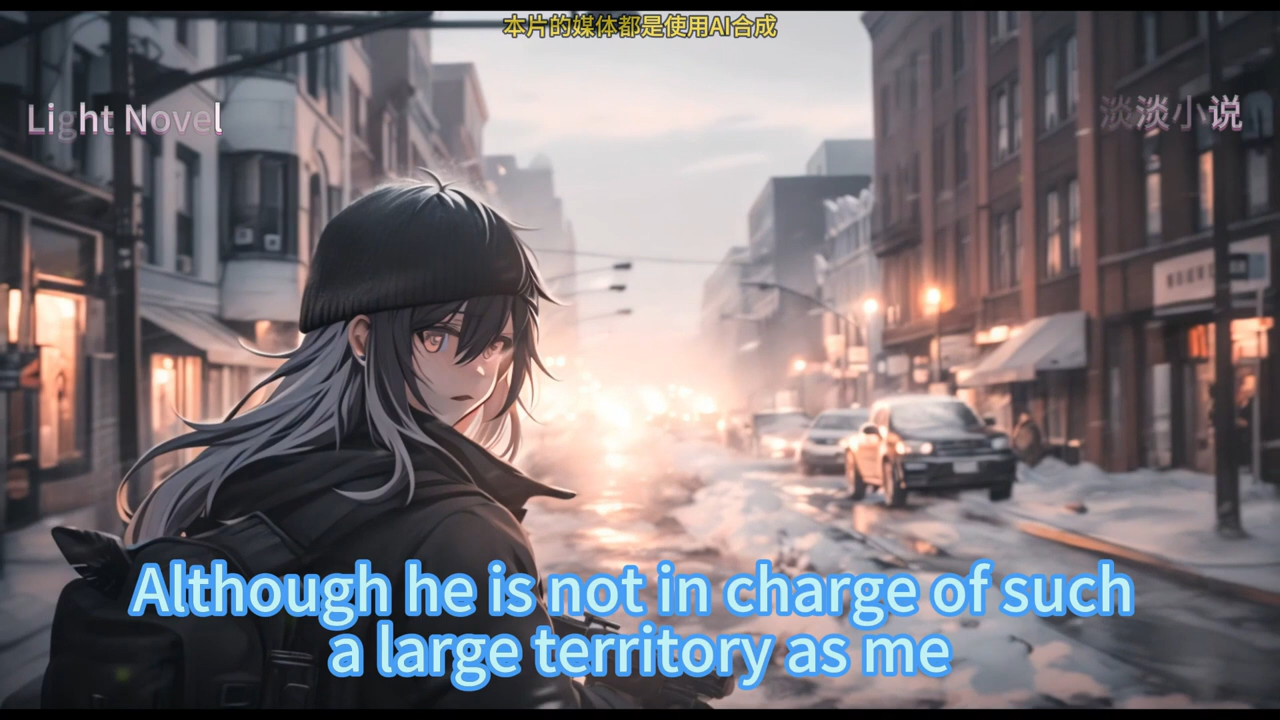 本片的媒体都是使用AI合成
Light Novel
淡淡小说
Although he is not in charge of such
a large territory as me